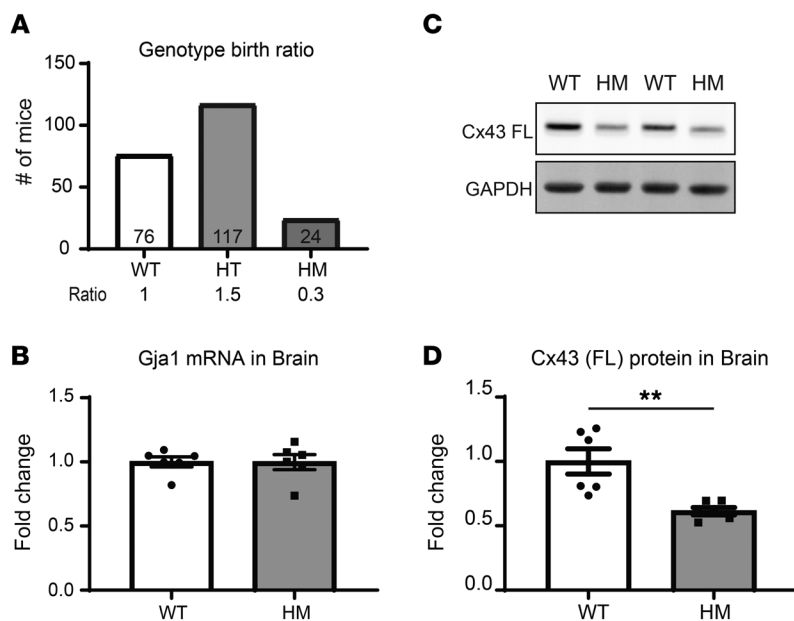 A
Genotype birth ratio
150
100
50
0
# of mice
76 117 24
WT HT HM
Ratio 1 1.5 0.3
C
WT HM WT HM
Cx43 FL
GAPDH
B
Gja1 mRNA in Brain
1.5
1.0
0.5
0.0
Fold change
WT HM
D
Cx43 (FL) protein in Brain
1.5
1.0
0.5
0.0
Fold change
**
WT HM